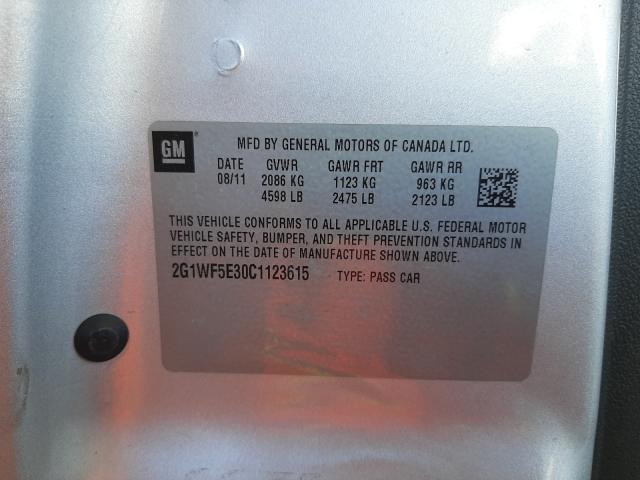 GM
MFD BY GENERAL MOTORS OF CANADA LTD.
DATE GVWR GAWR FRT GAWR RR
08/11 2086 KG 1123 KG 963 KG
4598 LB 2475 LB 2123 LB
THIS VEHICLE CONFORMS TO ALL APPLICABLE U.S. FEDERAL MOTOR
VEHICLE SAFETY, BUMPER, AND THEFT PREVENTION STANDARDS IN
EFFECT ON THE DATE OF MANUFACTURE SHOWN ABOVE.
2G1WF5E30C1123615 TYPE: PASS CAR